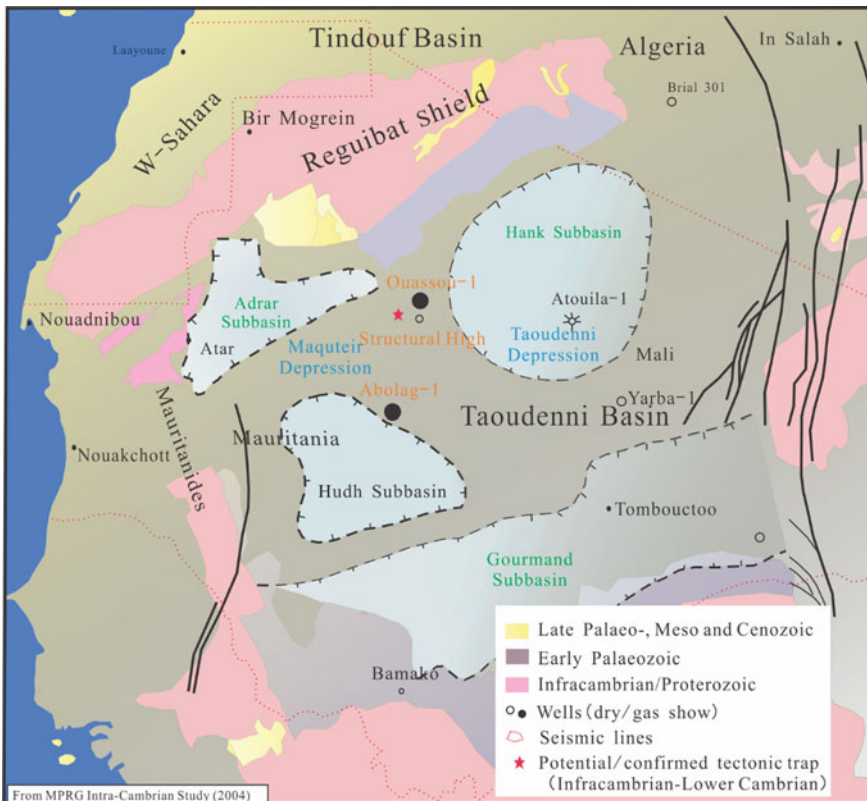 Tindouf Basin
Algeria
In Salah
Laayoune
Brial 301
W-Sahara
Bir Mogrein
Reguibat Shield
Hank Subbasin
Ouassou-1
Adrar
Subbasin
Atouila-1
Nouadnibou
Structural High
Taoudenni
Depression
Atar
Maquteir
Depression
Mali
Abolag-1
Yarba-1
Mauritanides
Taoudenni Basin
Mauritania
Nouakchott
Hudh Subbasin
Tombouctoo
Gourmand
Subbasin
Bamako
Late Palaeo-, Meso and Cenozoic
Early Palaeozoic
Infracambrian/Proterozoic
Wells(dry/gas show)
Seismic lines
Potential/confirmed tectonic trap
(Infracambrian-Lower Cambrian)
From MPRG Intra-Cambrian Study (2004)